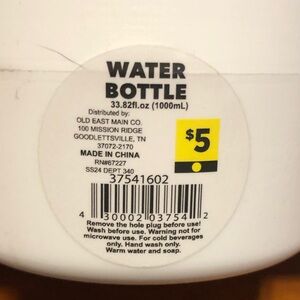 WATER
BOTTLE
33.82fl.oz (1000mL)
Distributed by:
OLD EAST MAIN CO.
100 MISSION RIDGE
GOODLETTSVILLE, TN
37072-2170
MADE IN CHINA
RN#67227
SS24 DEPT 340
$5
37541602
4 30002 03754 2
Remove the hole plug before use!
Wash before use. Warning not for
microwave use. For cold beverages
only. Hand wash only.
Warm water and soap.